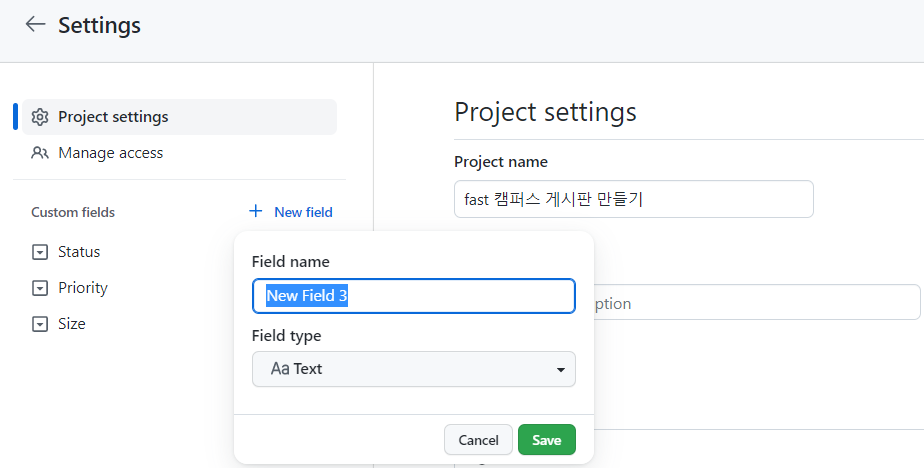 Settings
Project settings
Manage access
Custom fields
New field
Status
Priority
Size
Field name
New Field 3
Field type
Aa Text
Cancel
Save
Project settings
Project name
fast 캠퍼스 게시판 만들기
ption